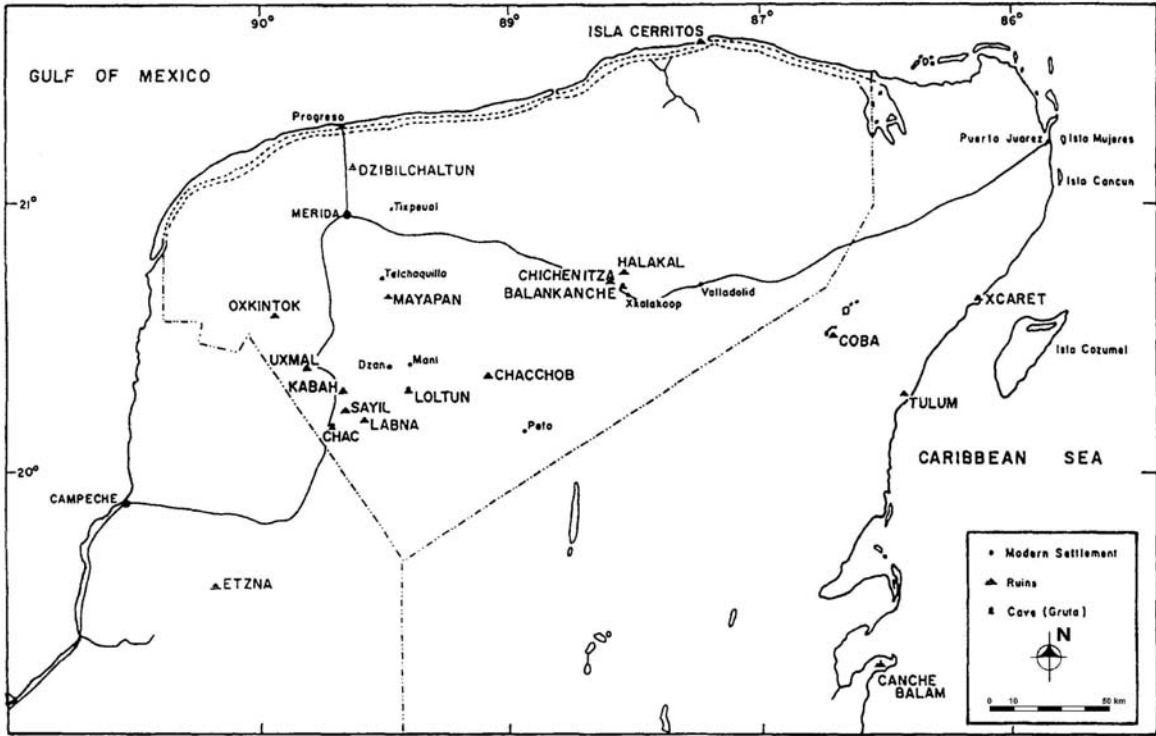 90°
89°
87°
86°
ISLA CERRITOS
GULF OF MEXICO
Progreso
DZIBILCHALTUN
Puerto Juarez
Isla Mujeres
Isla Cancun
21°
MERIDA
Tixpeual
HALAKAL
CHICHENITZA
BALANKANCHE
Xkalakoop
Valladolid
Telchaquillo
MAYAPAN
OXKINTOK
XCARET
COBA
Isla Cozumel
UXMAL
Dzan
Mani
KABAH
LOLTUN
CHACCHOB
SAYIL
LABNA
CHAC
Peto
TULUM
20°
CARIBBEAN SEA
CAMPECHE
ETZNA
CANCHE
BALAM
Modern Settlement
Ruins
Cave (Gruta)
N
0 10 50 km